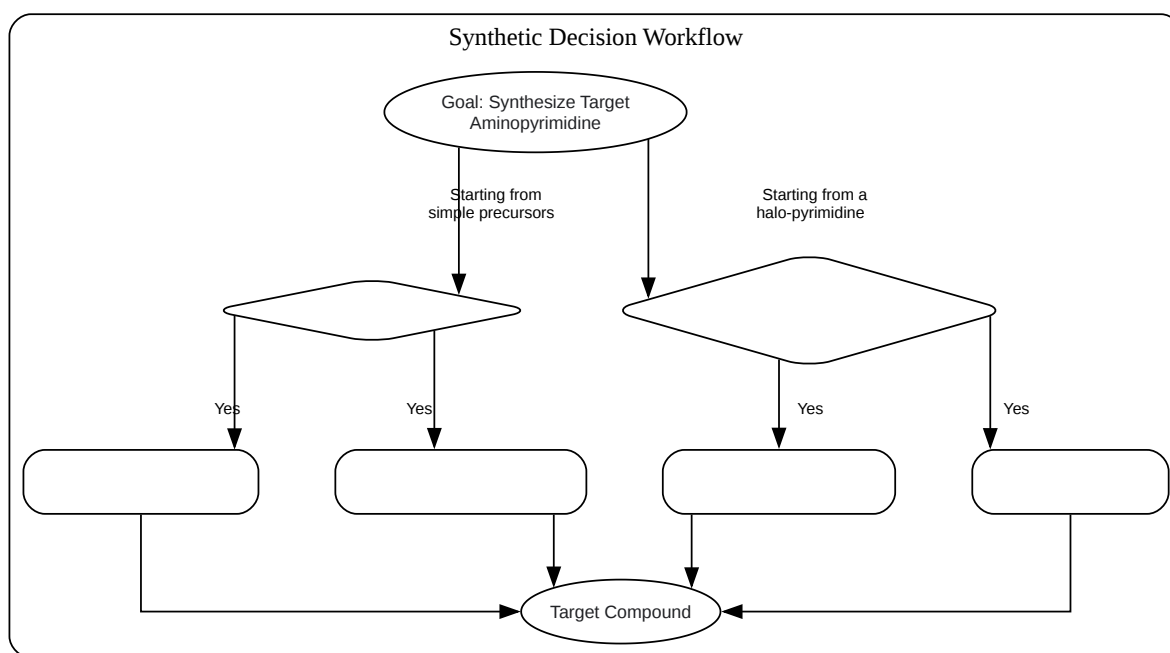 Synthetic Decision Workflow
Goal: Synthesize Target
Aminopyrimidine
Starting from
simple precursors
Starting from a
halo-pyrimidine
Yes
Yes
Yes
Yes
Target Compound